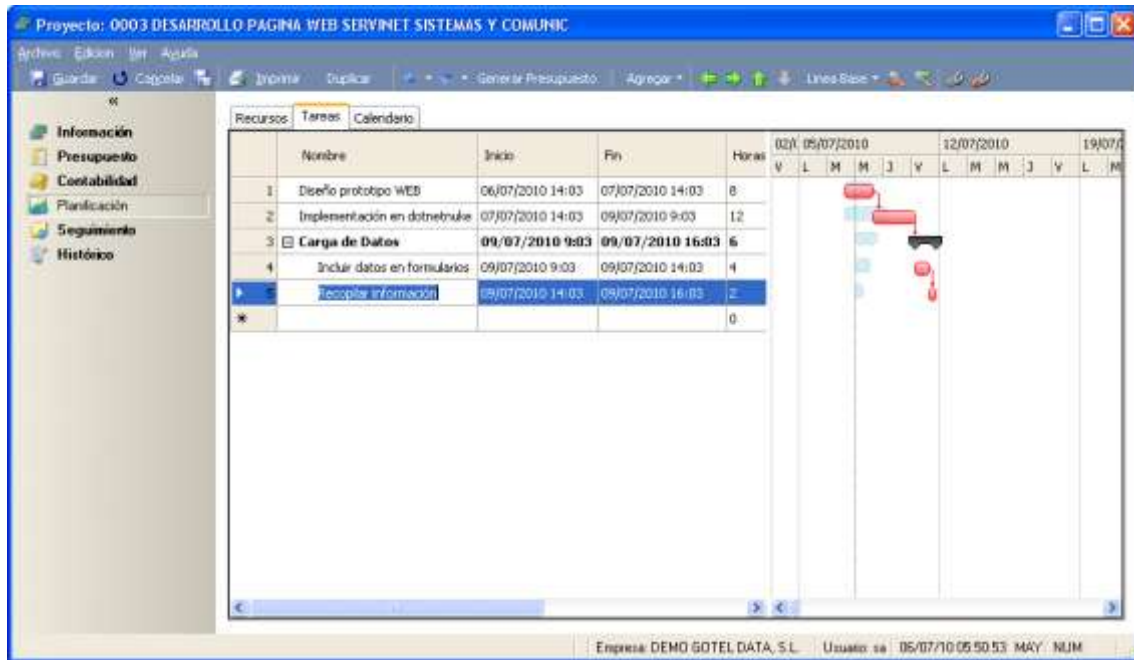 Proyecto: 0003 DESARROLLO PAGINA WEB SERVINET SISTEMAS Y COMUNIC
Archivo Edicion Ver Ayuda
Guardar Cancelar Imprimir Duplicar Generar Presupuesto Agregar Linea Base
«
Información
Presupuesto
Contabilidad
Planificación
Seguimiento
Histórico
Recursos Tareas Calendario
Nombre Inicio Fin Horas
02/0 05/07/2010 12/07/2010 19/07/
V L M M J V L M M J V L M
1 Diseño prototipo WEB 06/07/2010 14:03 07/07/2010 14:03 8
2 Implementación en dotnetnuke 07/07/2010 14:03 09/07/2010 9:03 12
3 Carga de Datos 09/07/2010 9:03 09/07/2010 16:03 6
4 Incluir datos en formularios 09/07/2010 9:03 09/07/2010 14:03 4
5 Recopilar información 09/07/2010 14:03 09/07/2010 16:03 2
0
Empresa: DEMO GOTEL DATA, S.L. Usuario: sa 06/07/10 05:50:53 MAY NUM